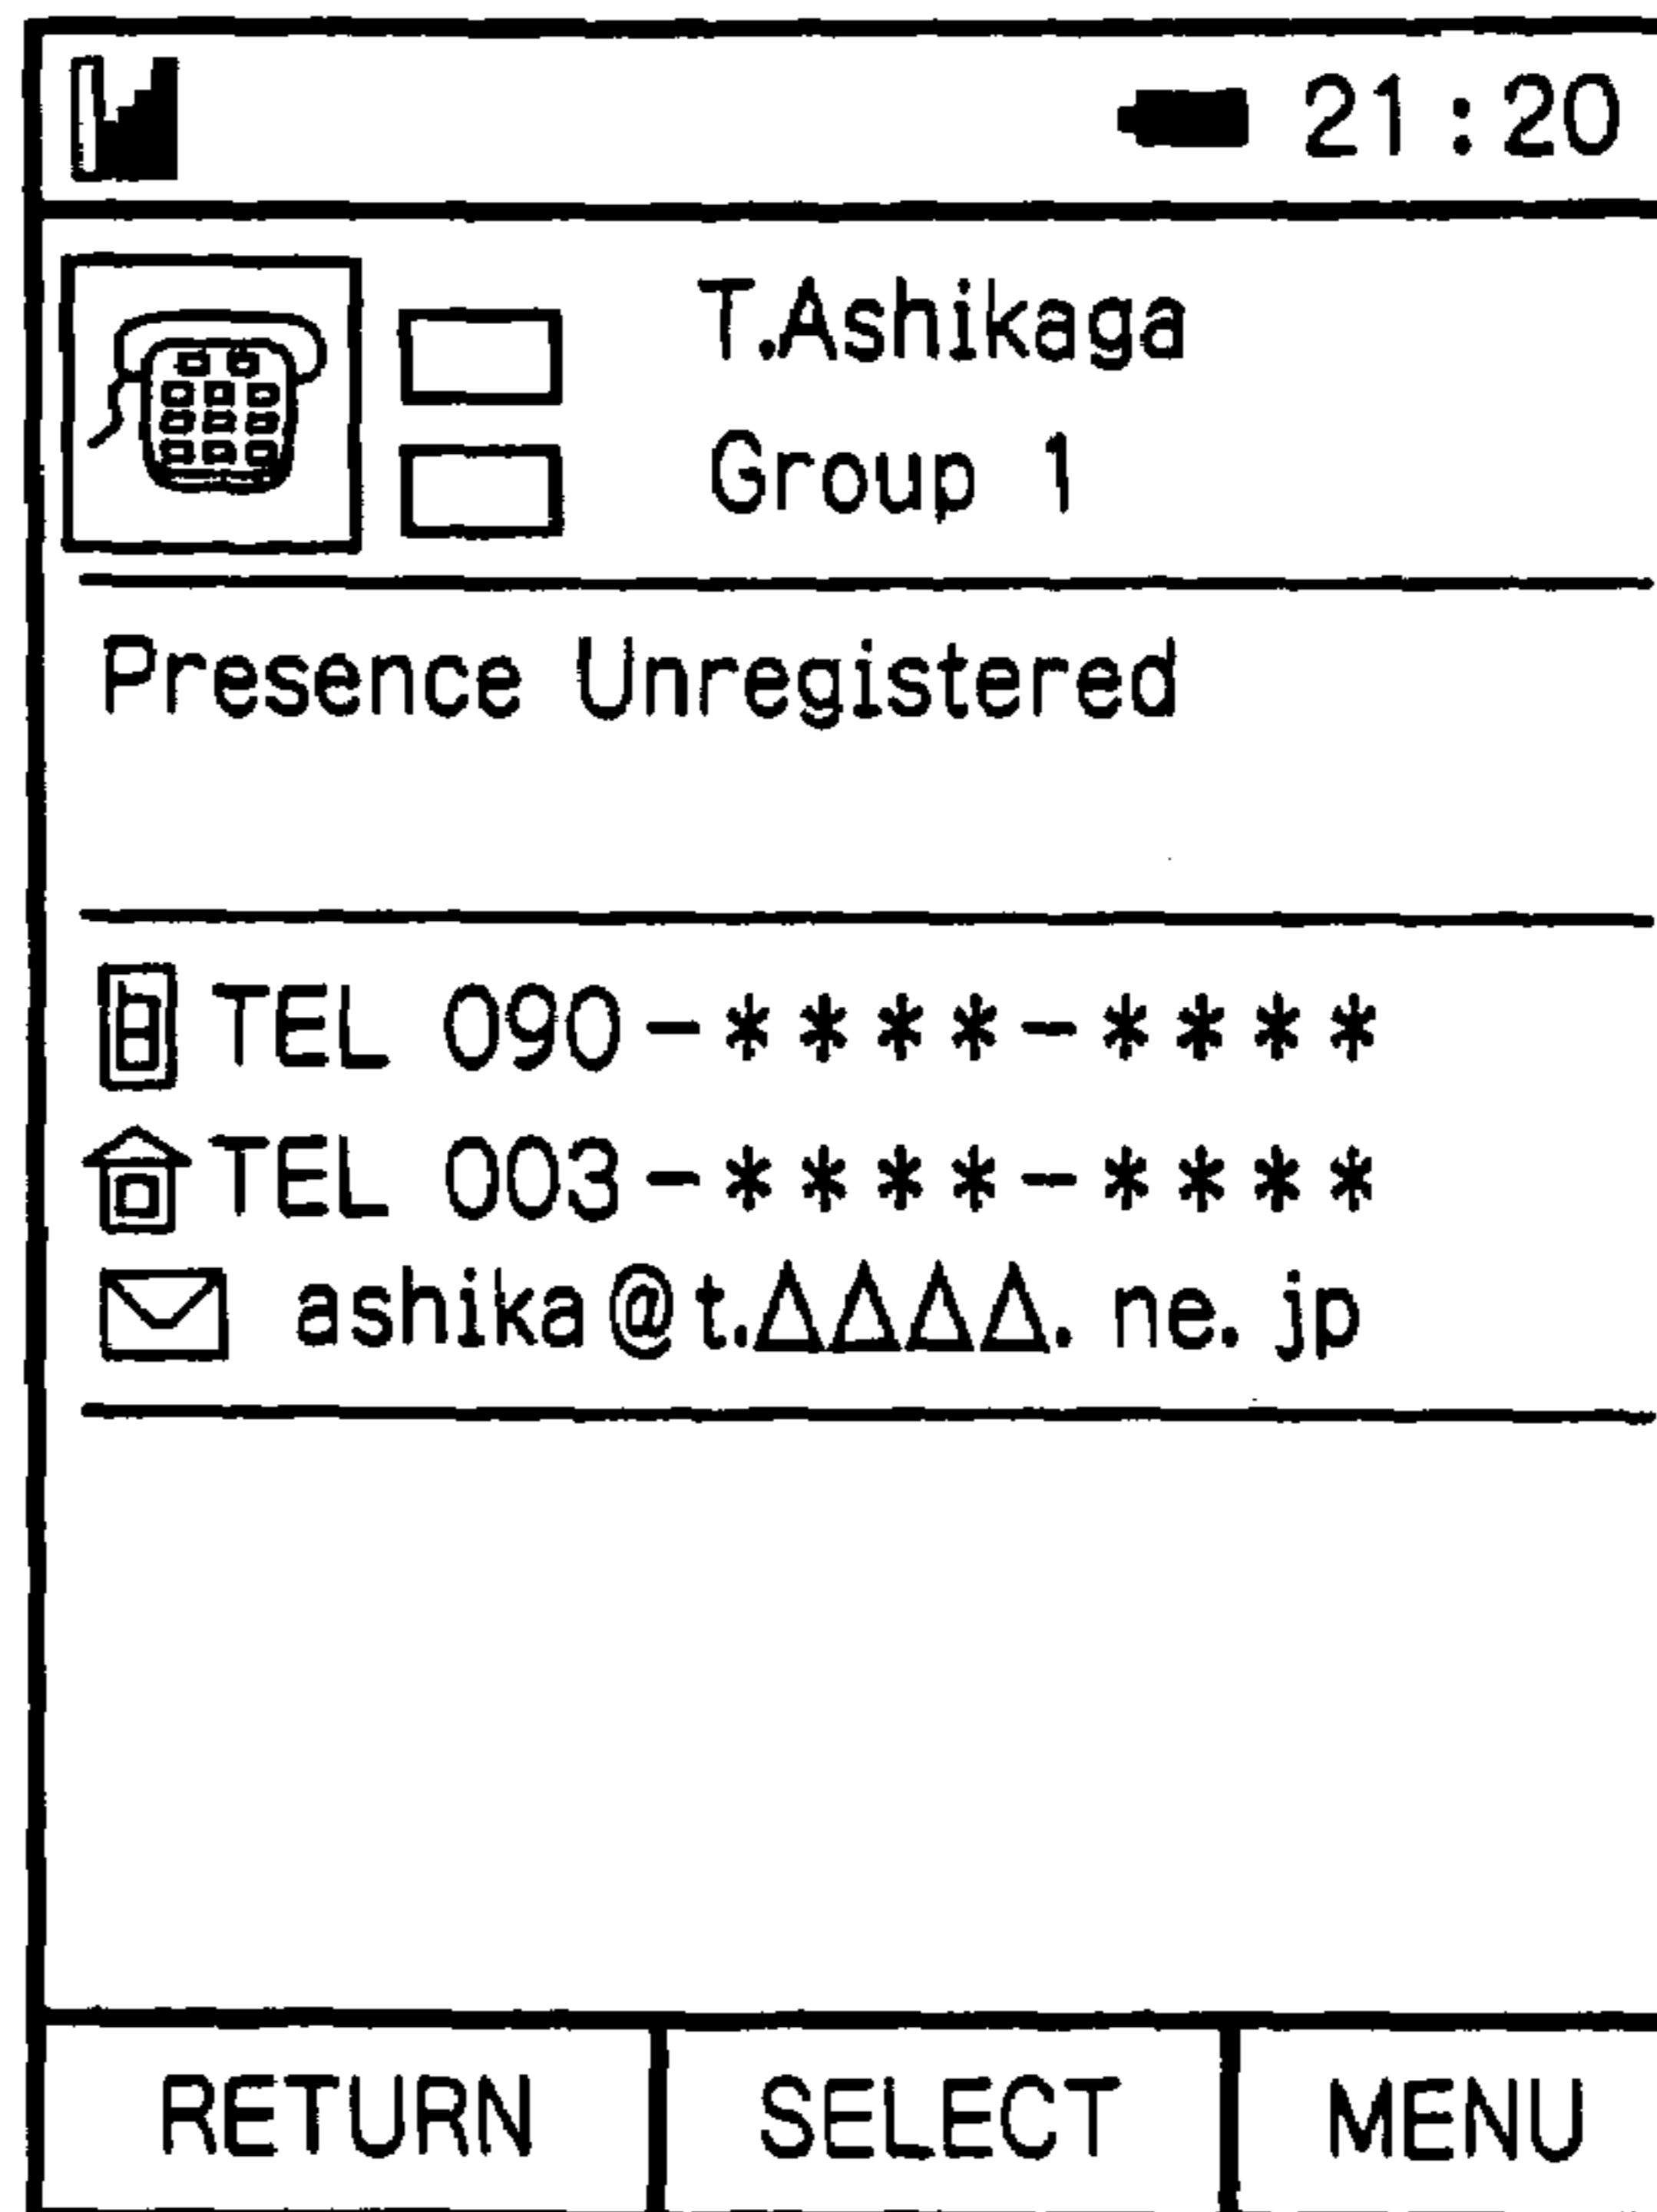 21:20
T.Ashikaga
Group 1
Presence Unregistered
TEL 090-****-****
TEL 003-****-****
ashika@t.ΔΔΔΔ.ne.jp
RETURN SELECT MENU